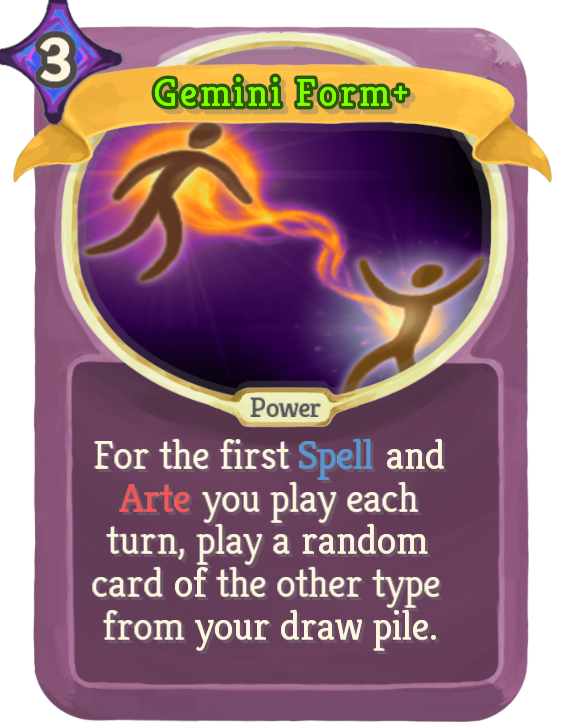 3
Gemini Form+
Power
For the first Spell and
Arte you play each
turn, play a random
card of the other type
from your draw pile.